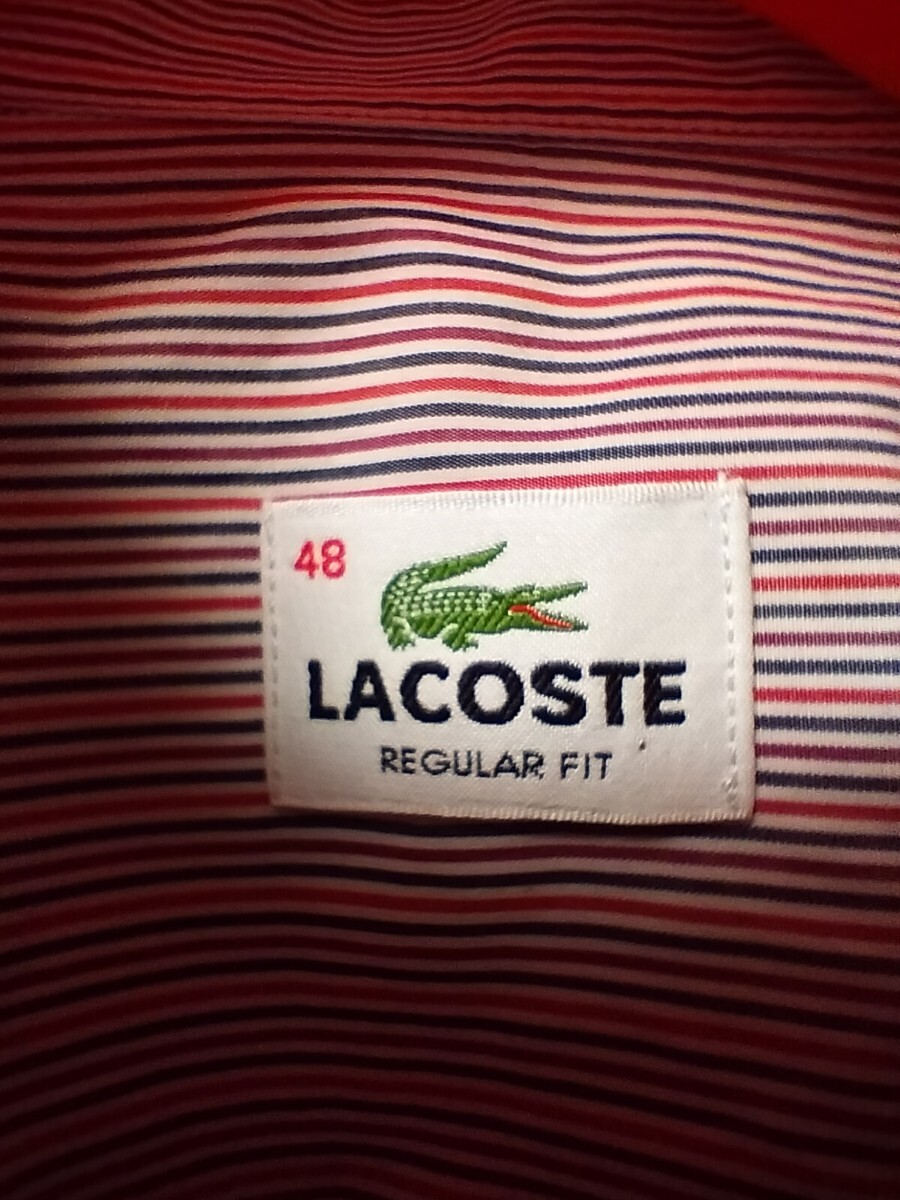 48
LACOSTE
REGULAR FIT